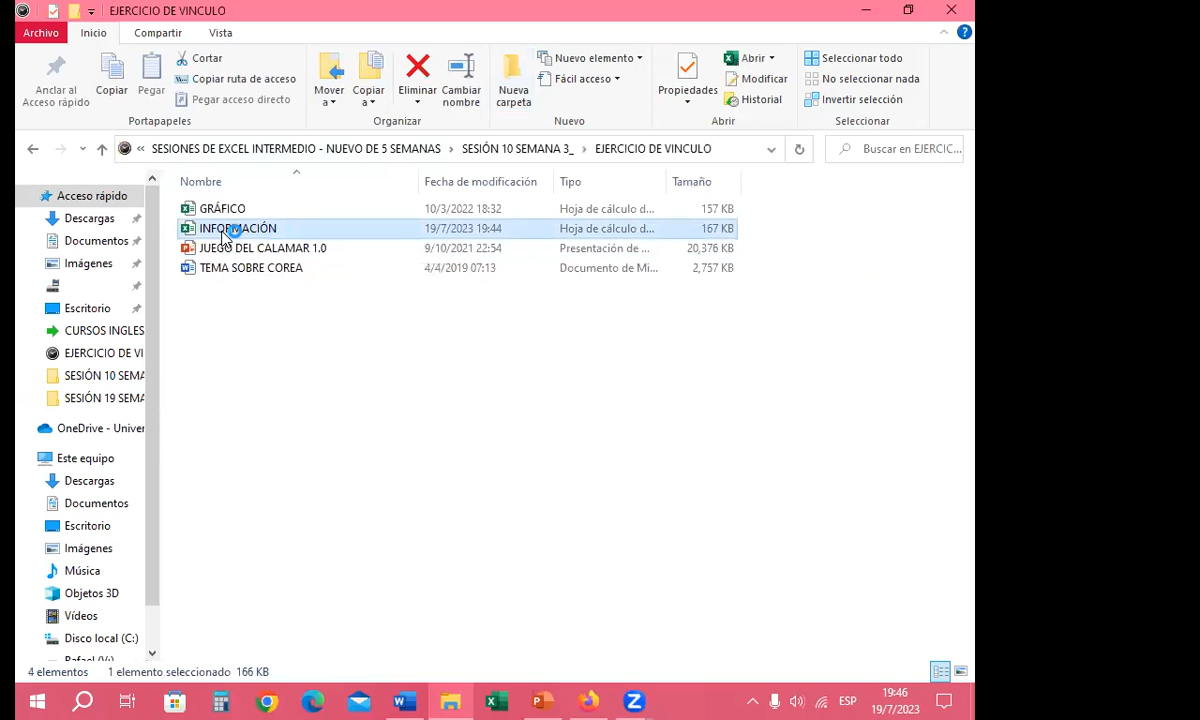 EJERCICIO DE VINCULO
Archivo Inicio Compartir Vista
Anclar al
Acceso rápido
Copiar
Pegar
Cortar
Copiar ruta de acceso
Pegar acceso directo
Portapapeles
Mover
a
Copiar
a
Eliminar
Cambiar
nombre
Organizar
Nueva
carpeta
Nuevo elemento
Fácil acceso
Nuevo
Propiedades
Abrir
Modificar
Historial
Abrir
Seleccionar todo
No seleccionar nada
Invertir selección
Seleccionar
« SESIONES DE EXCEL INTERMEDIO - NUEVO DE 5 SEMANAS > SESIÓN 10 SEMANA 3_ > EJERCICIO DE VINCULO
Buscar en EJERCIC...
Nombre Fecha de modificación Tipo Tamaño
GRÁFICO 10/3/2022 18:32 Hoja de cálculo d... 157 KB
INFORMACIÓN 19/7/2023 19:44 Hoja de cálculo d... 167 KB
JUEGO DEL CALAMAR 1.0 9/10/2021 22:54 Presentación de ... 20,376 KB
TEMA SOBRE COREA 4/4/2019 07:13 Documento de Mi... 2,757 KB
Acceso rápido
Descargas
Documentos
Imágenes
Escritorio
CURSOS INGLES
EJERCICIO DE VI
SESIÓN 10 SEMA
SESIÓN 19 SEMA
OneDrive - Univer
Este equipo
Descargas
Documentos
Escritorio
Imágenes
Música
Objetos 3D
Vídeos
Disco local (C:)
4 elementos 1 elemento seleccionado 166 KB
ESP
19:46
19/7/2023